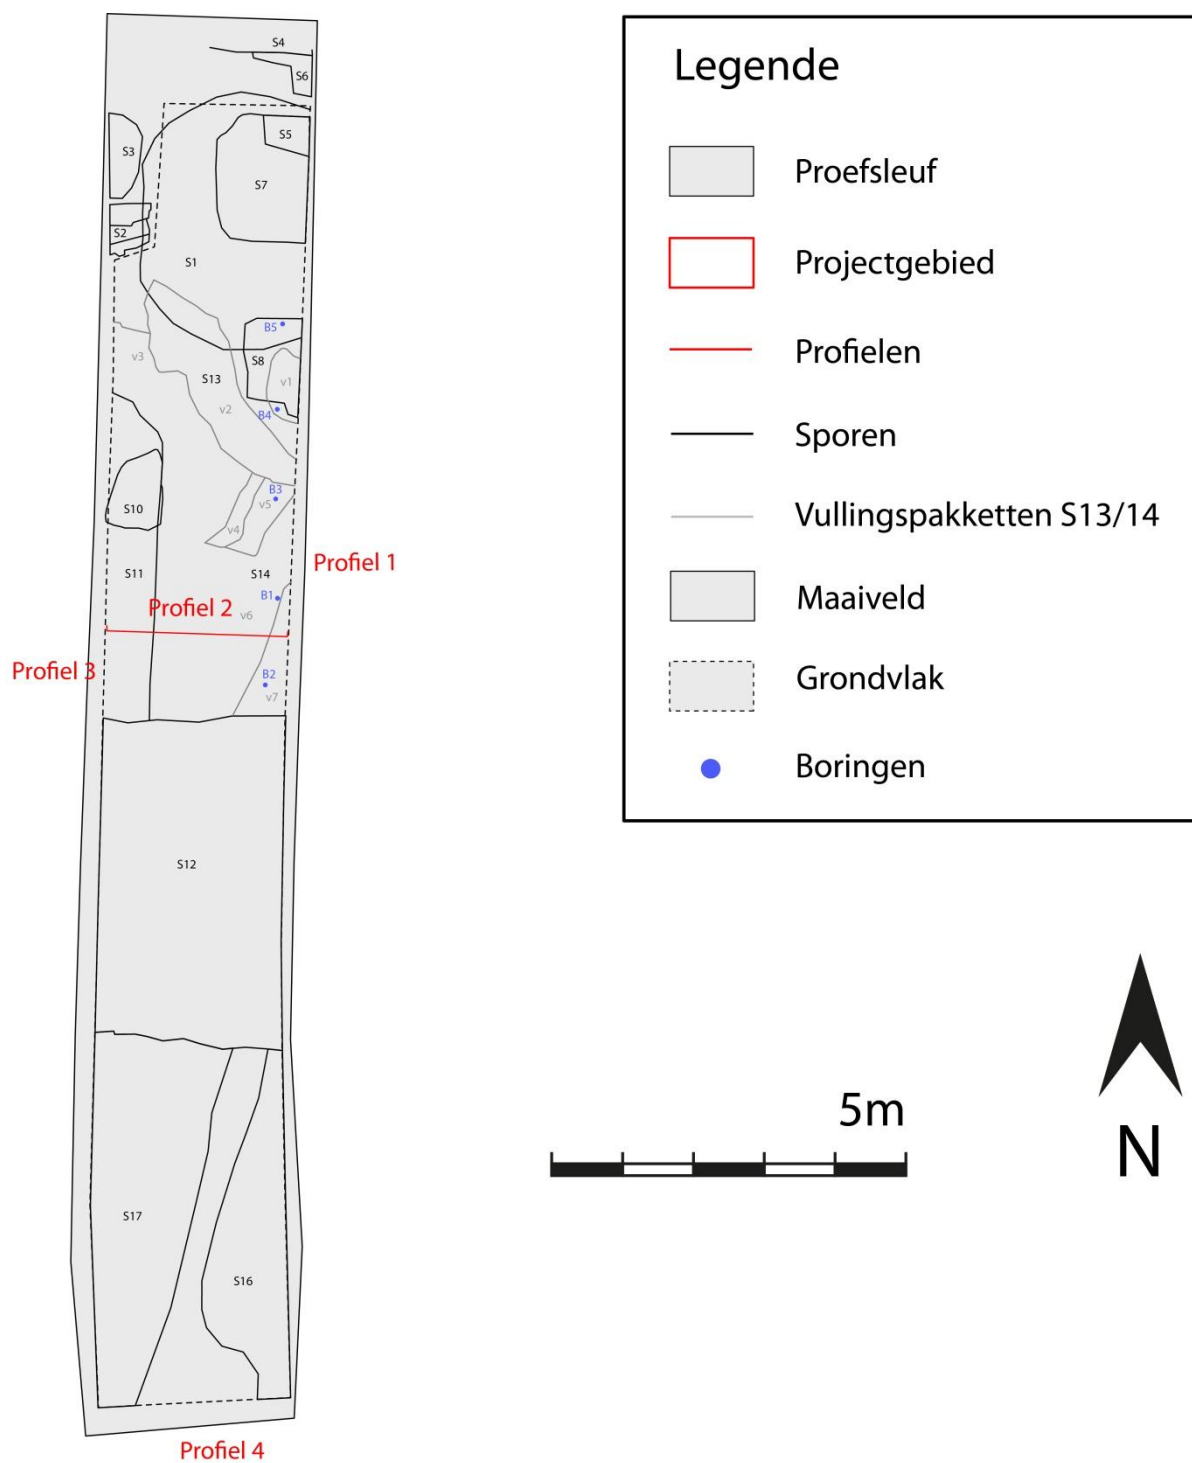 S4
S6
S5
S3
S7
S2
S1
B5
v3
S8
S13
v1
v2
B4
B3
v5
S10
v4
Profiel 1
S11
S14
B1
Profiel 2
v6
Profiel 3
B2
v7
S12
S17
S16
Profiel 4
Legende
Proefsleuf
Projectgebied
Profielen
Sporen
Vullingspakketten S13/14
Maaiveld
Grondvlak
Boringen
5m
N